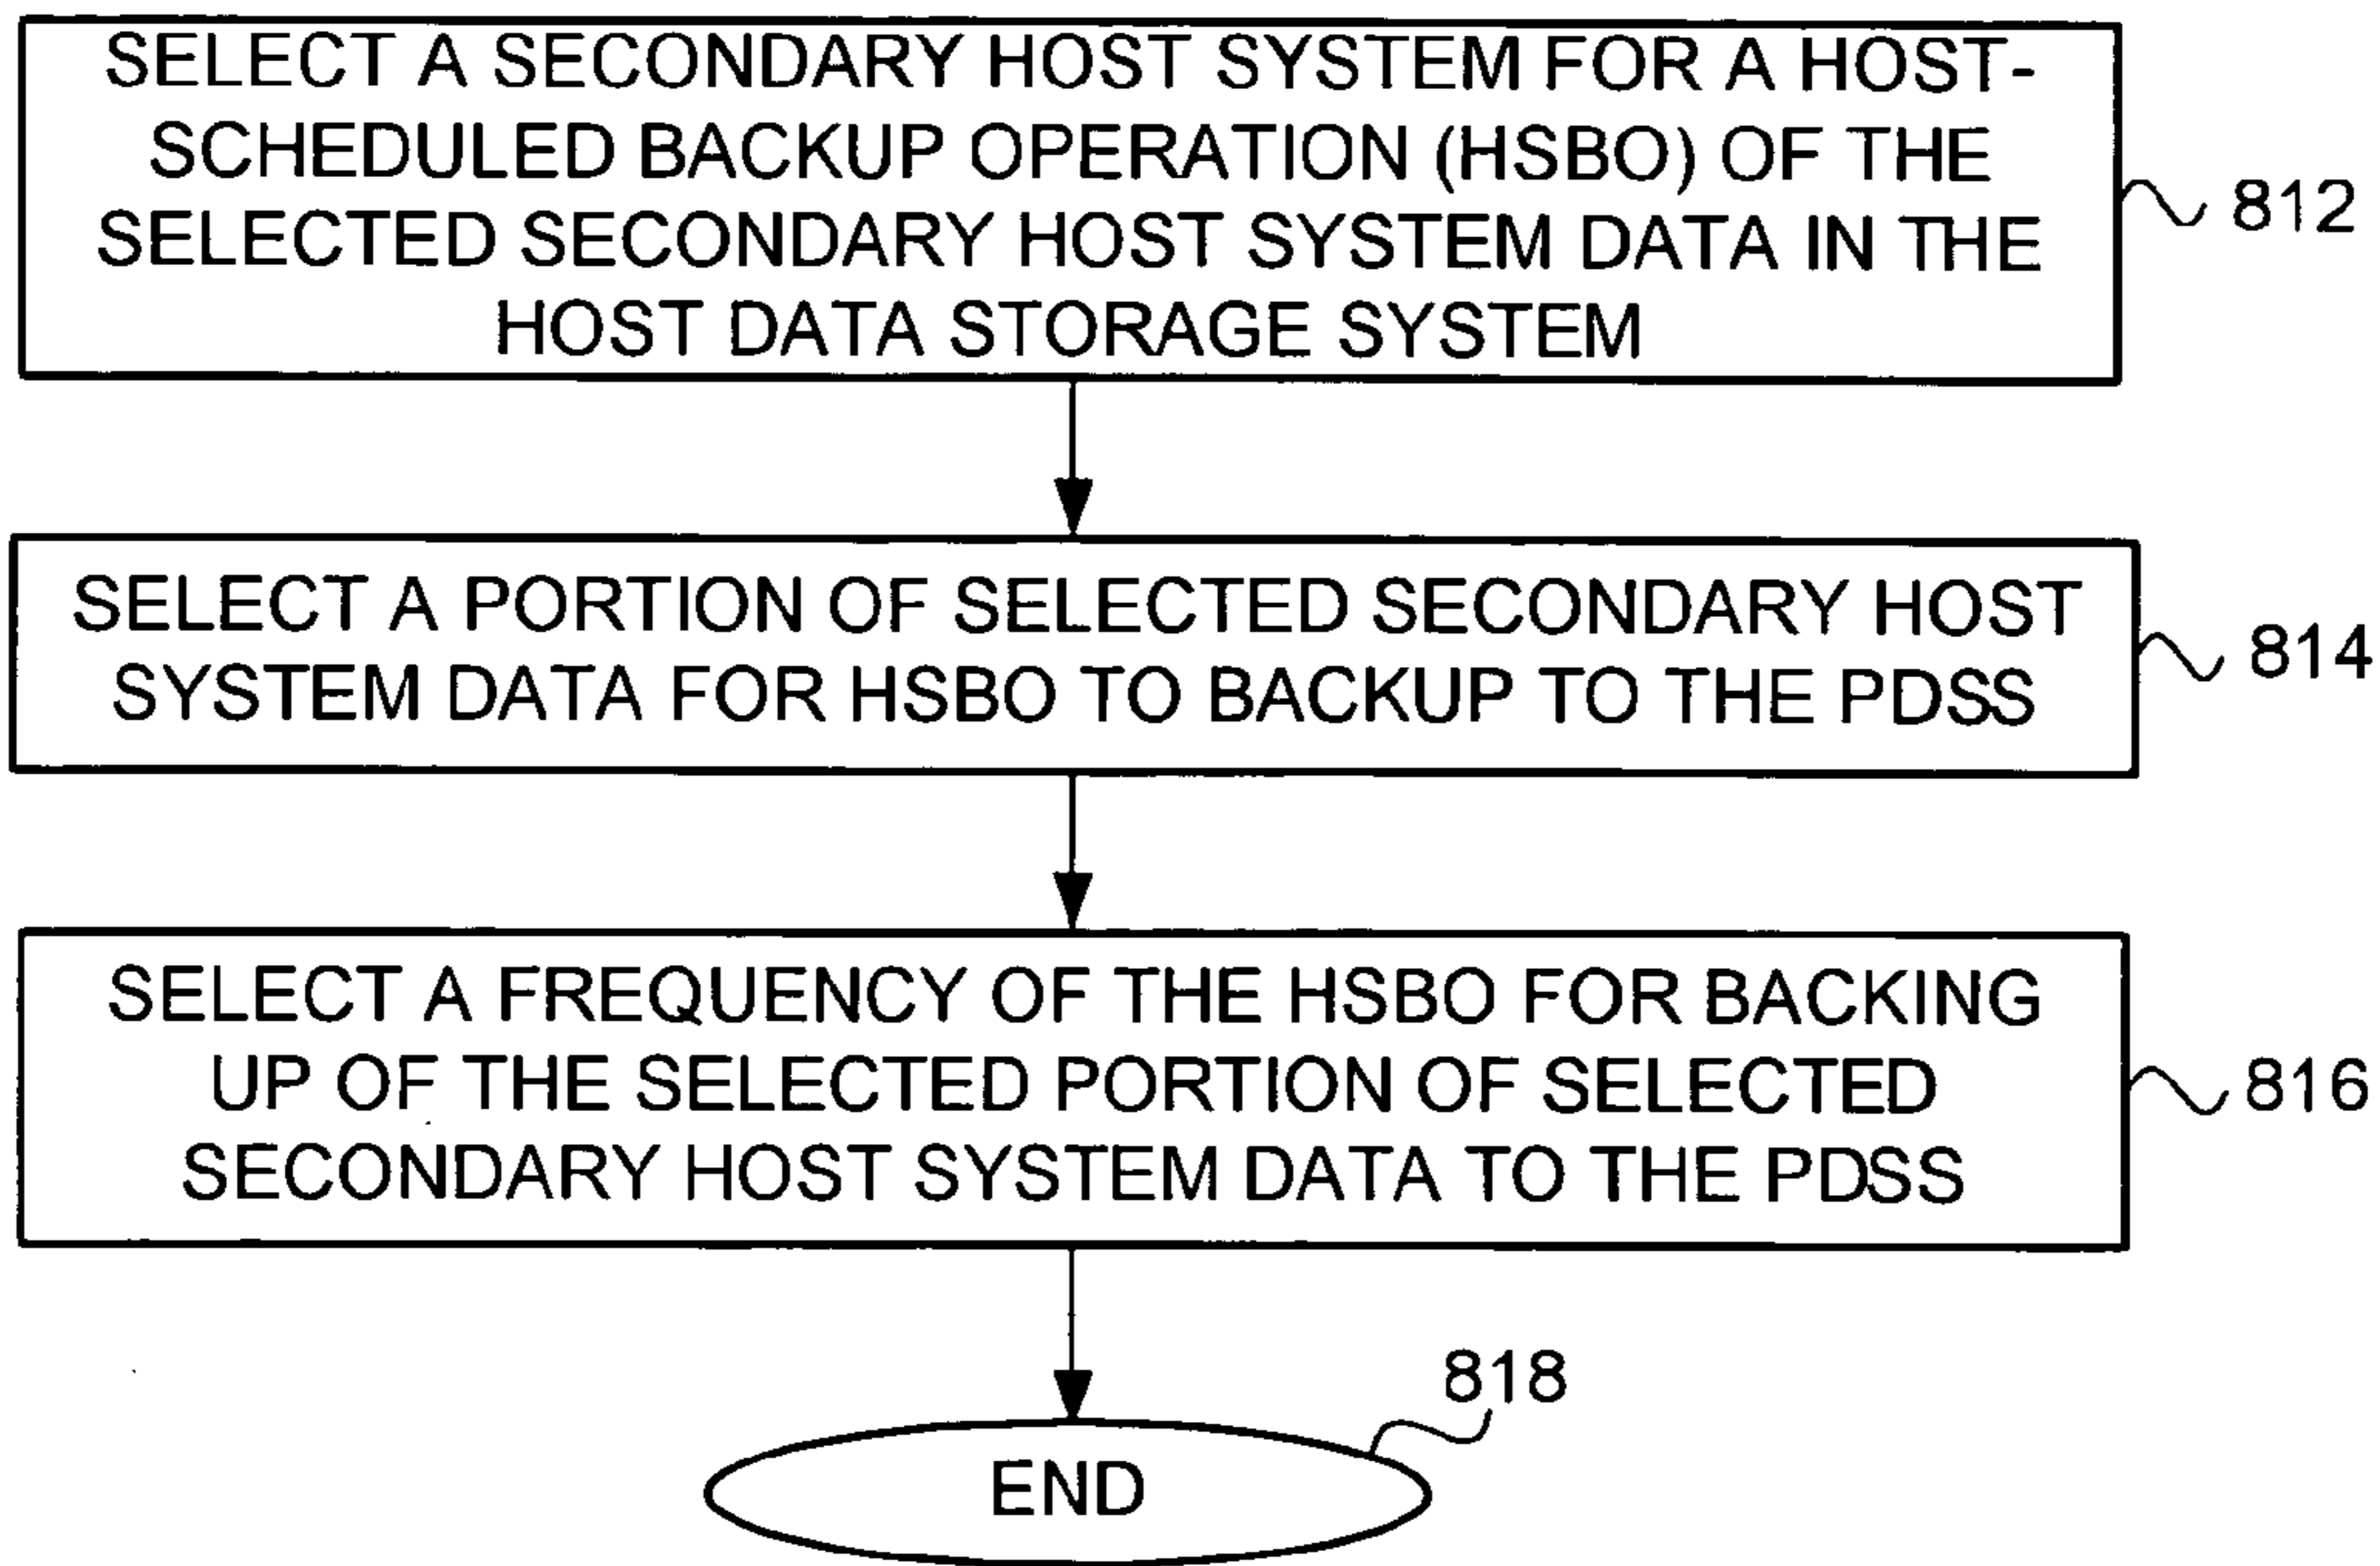 SELECT A SECONDARY HOST SYSTEM FOR A HOST-
SCHEDULED BACKUP OPERATION (HSBO) OF THE
SELECTED SECONDARY HOST SYSTEM DATA IN THE
HOST DATA STORAGE SYSTEM
812
SELECT A PORTION OF SELECTED SECONDARY HOST
SYSTEM DATA FOR HSBO TO BACKUP TO THE PDSS
814
SELECT A FREQUENCY OF THE HSBO FOR BACKING
UP OF THE SELECTED PORTION OF SELECTED
SECONDARY HOST SYSTEM DATA TO THE PDSS
816
818
END